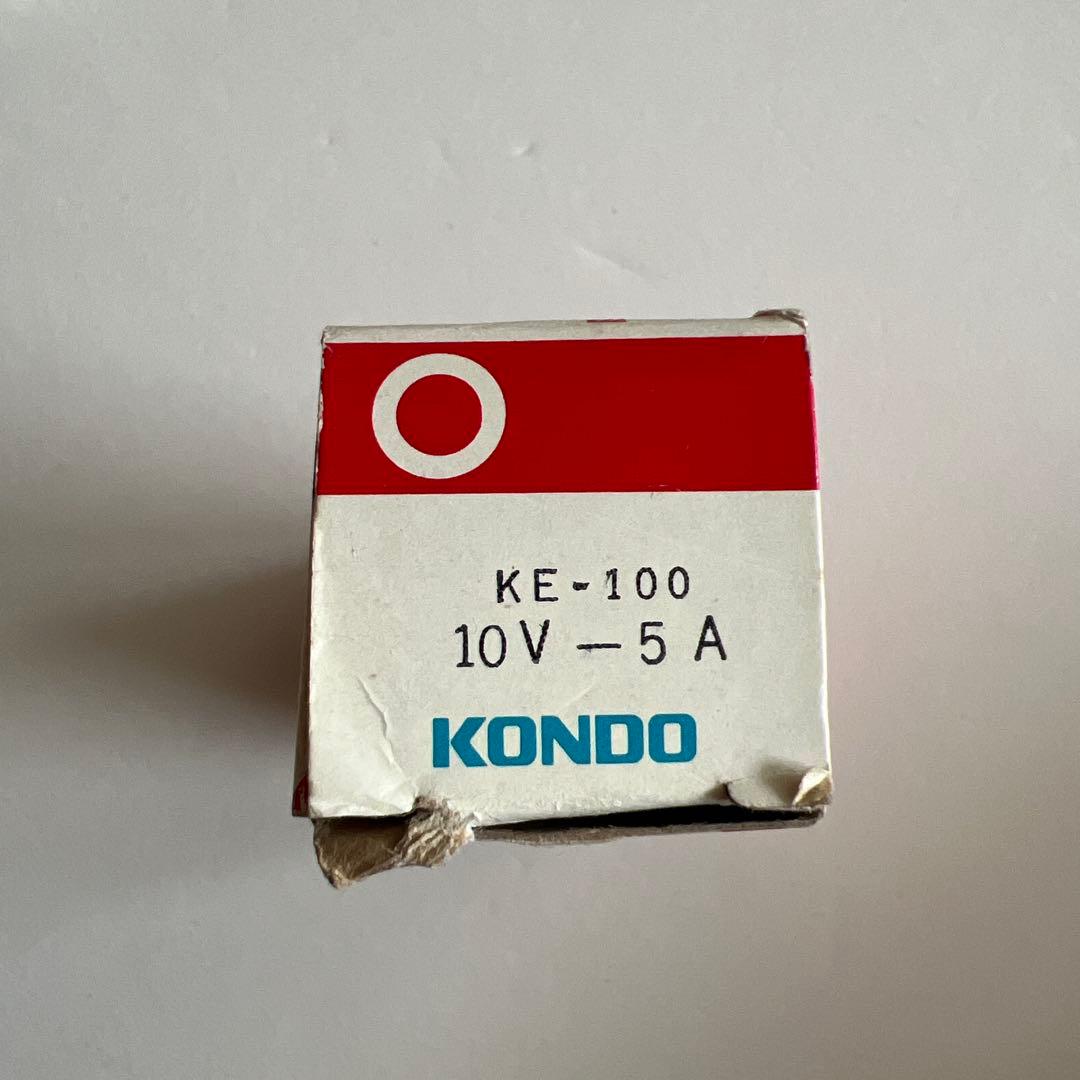 KE-100
10V — 5 A
KONDO